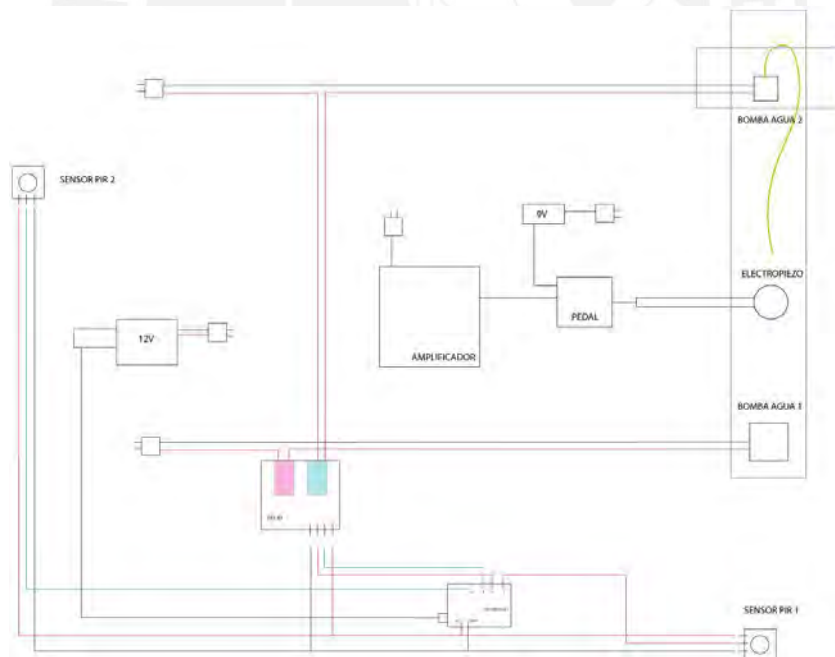 BOMBA AGUA 2
SENSOR PIR 2
9V
ELECTROPIEZO
PEDAL
12V
AMPLIFICADOR
BOMBA AGUA 1
SENSOR PIR 1